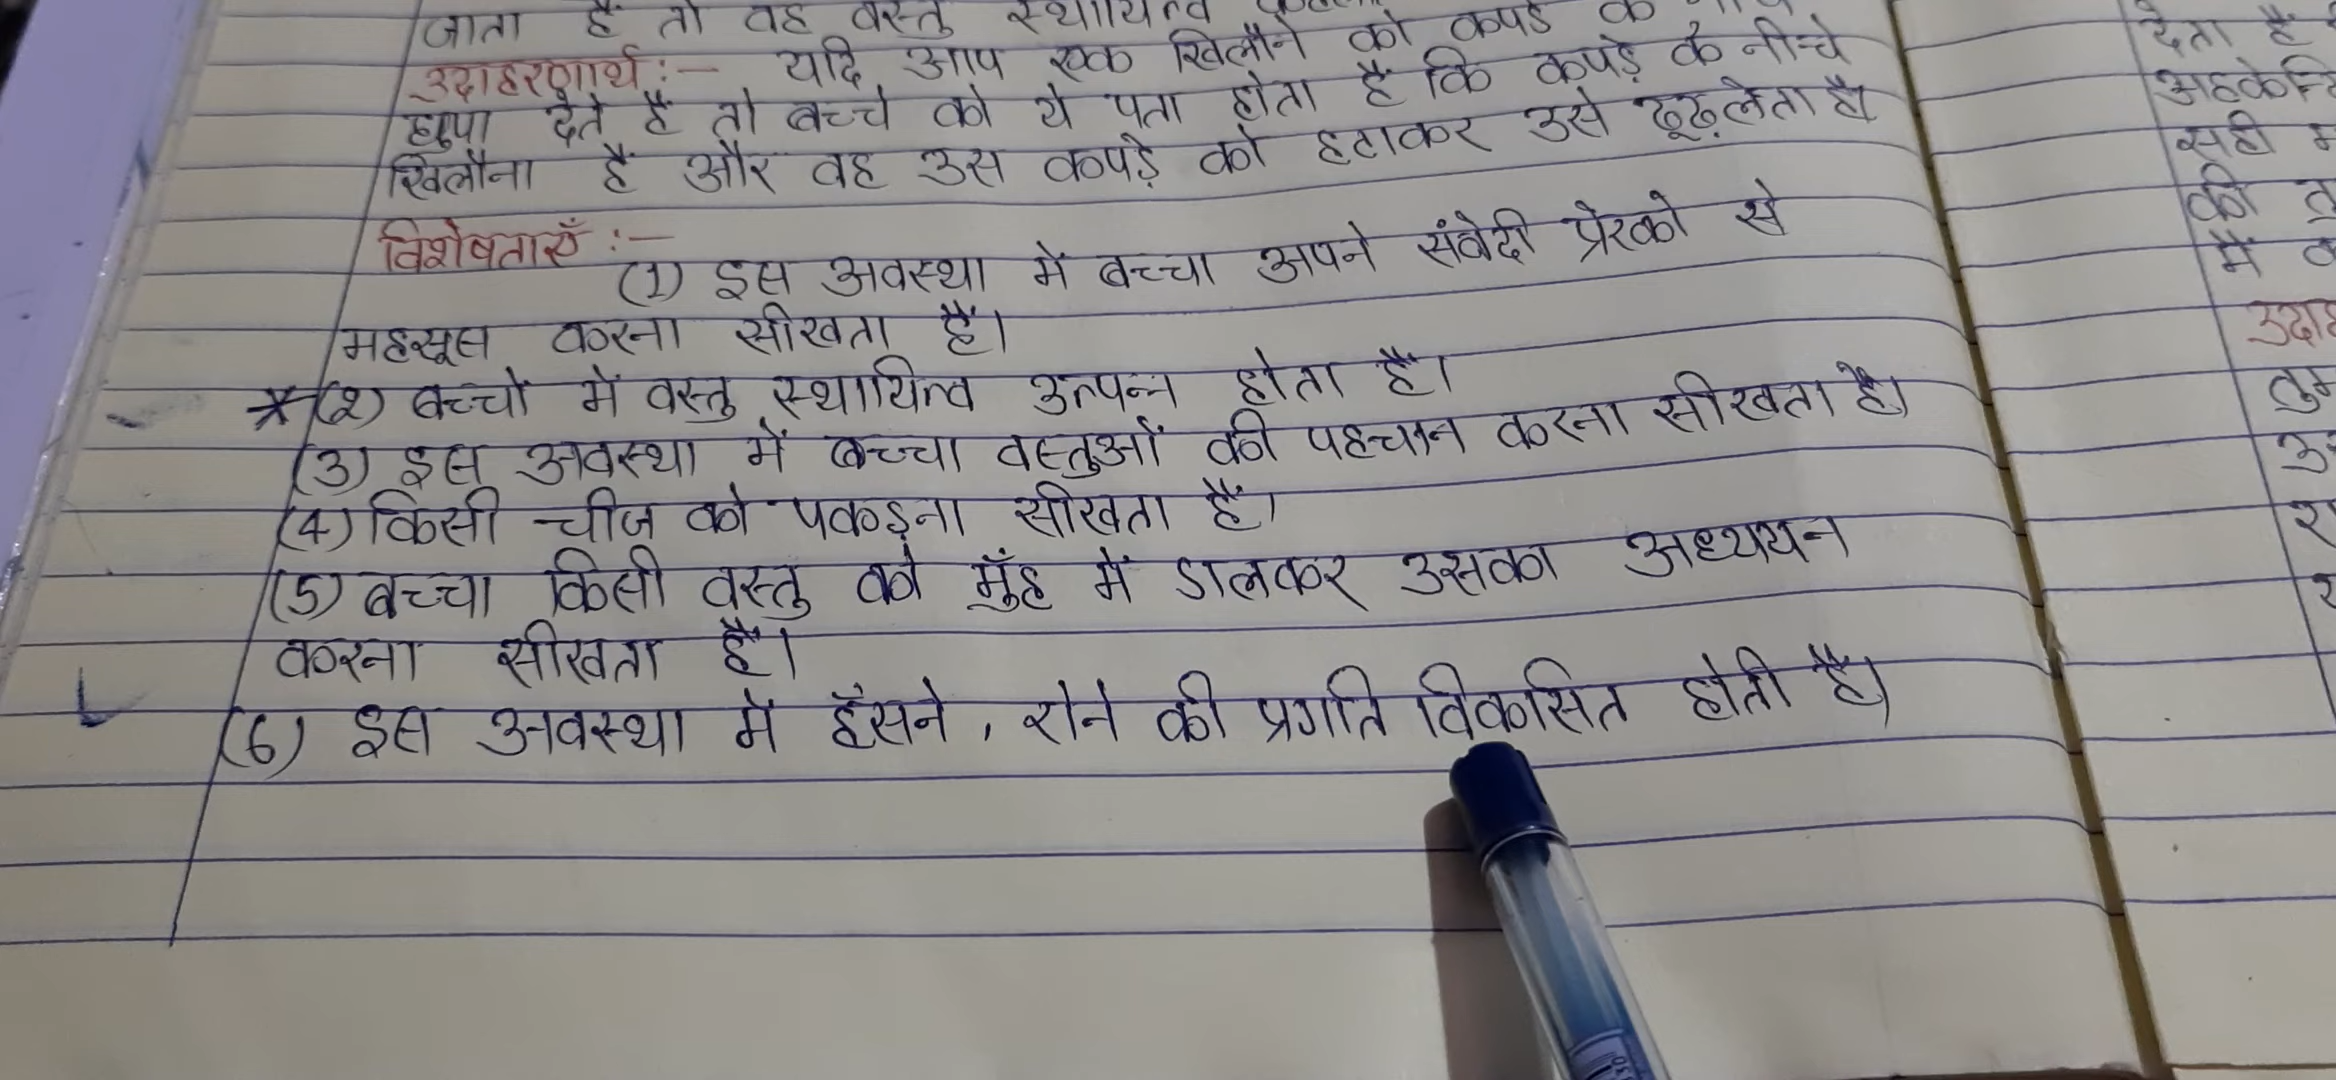 जाता है तो वह वस्तु स्थायित्व
उदाहरणार्थ :- यदि आप एक खिलौने को कपड़े के
छुपा देते हैं तो बच्चे को ये पता होता है कि कपड़े के नीचे
खिलौना है और वह उस कपड़े को हटाकर उसे ढूढ़लेता है।
विशेषताएँ :-
(1) इस अवस्था में बच्चा अपने संवेदी प्रेरको से
महसूस करना सीखता हैं।
*(2) बच्चों में वस्तु स्थायित्व उत्पन्न होता हैं।
(3) इस अवस्था में बच्चा वस्तुओं की पहचान करना सीखता हैं।
(4) किसी चीज को पकड़ना सीखता हैं।
(5) बच्चा किसी वस्तु को मुँह में डालकर उसका अध्ययन
करना सीखता हैं।
(6) इस अवस्था में हँसने, रोने की प्रगति विकसित होती हैं।
देता है
सही
की
में